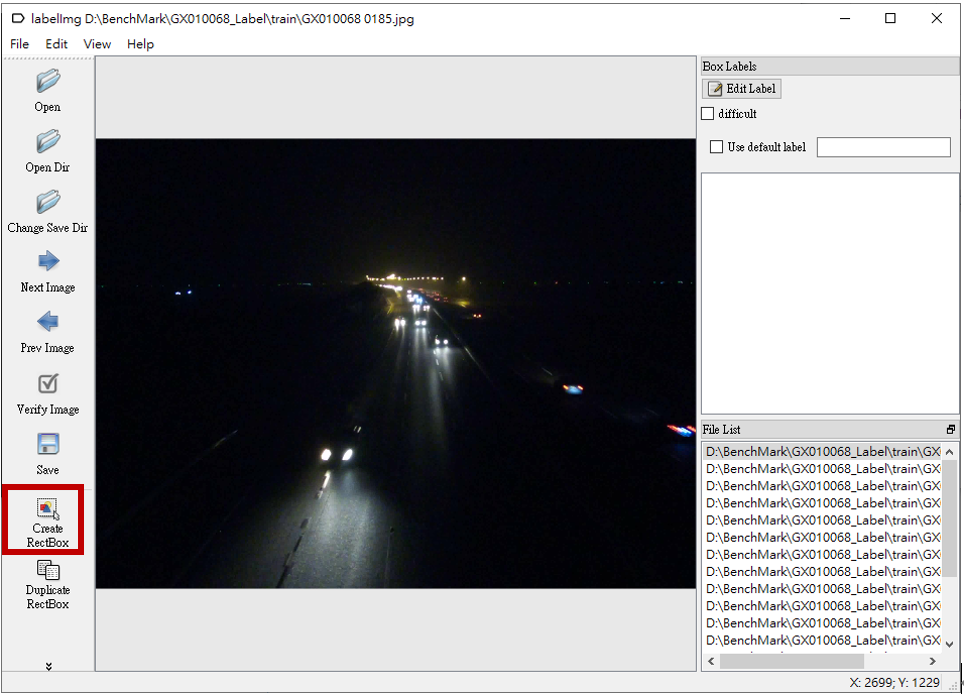 labelImg D:\BenchMark\GX010068_Label\train\GX010068 0185.jpg
File Edit View Help
Open
Open Dir
Change Save Dir
Next Image
Prev Image
Verify Image
Save
Create
RectBox
Duplicate
RectBox
Box Labels
Edit Label
difficult
Use default label
File List
D:\BenchMark\GX010068_Label\train\GX
D:\BenchMark\GX010068_Label\train\GX
D:\BenchMark\GX010068_Label\train\GX
D:\BenchMark\GX010068_Label\train\GX
D:\BenchMark\GX010068_Label\train\GX
D:\BenchMark\GX010068_Label\train\GX
D:\BenchMark\GX010068_Label\train\GX
D:\BenchMark\GX010068_Label\train\GX
D:\BenchMark\GX010068_Label\train\GX
D:\BenchMark\GX010068_Label\train\GX
D:\BenchMark\GX010068_Label\train\GX
D:\BenchMark\GX010068_Label\train\GX
X: 2699; Y: 1229